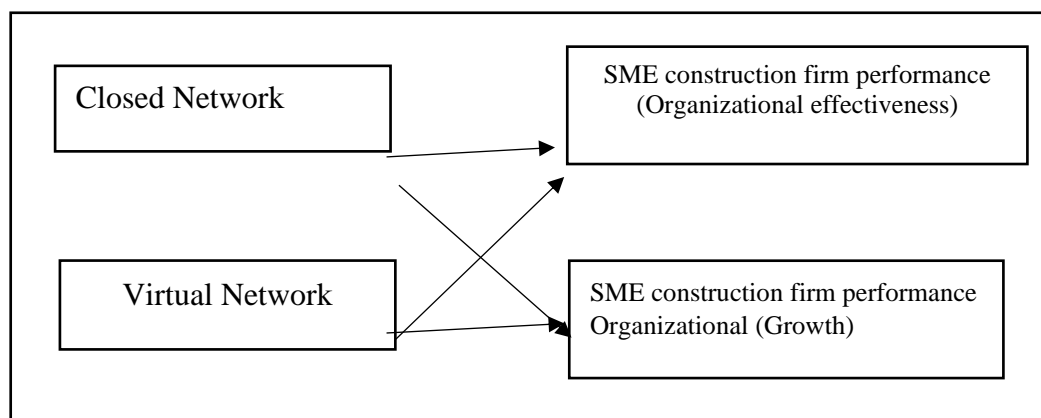 Closed Network
SME construction firm performance
(Organizational effectiveness)
Virtual Network
SME construction firm performance
Organizational (Growth)